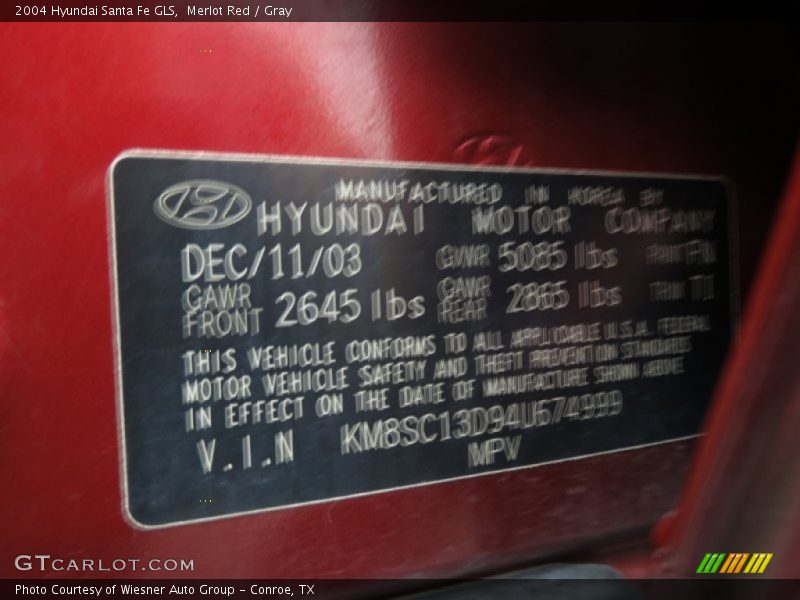 2004 Hyundai Santa Fe GLS, Merlot Red / Gray
MANUFACTURED IN KOREA BY
HYUNDAI MOTOR COMPANY
DEC/11/03 GVWR 5085 lbs PAINT FN
GAWR FRONT 2645 lbs GAWR REAR 2865 lbs TRIM
THIS VEHICLE CONFORMS TO ALL APPLICABLE U.S.A. FEDERAL
MOTOR VEHICLE SAFETY AND THEFT PREVENTION STANDARDS
IN EFFECT ON THE DATE OF MANUFACTURE SHOWN ABOVE
V.I.N KM8SC13D94U674999
MPV
GTCARLOT.COM
Photo Courtesy of Wiesner Auto Group - Conroe, TX